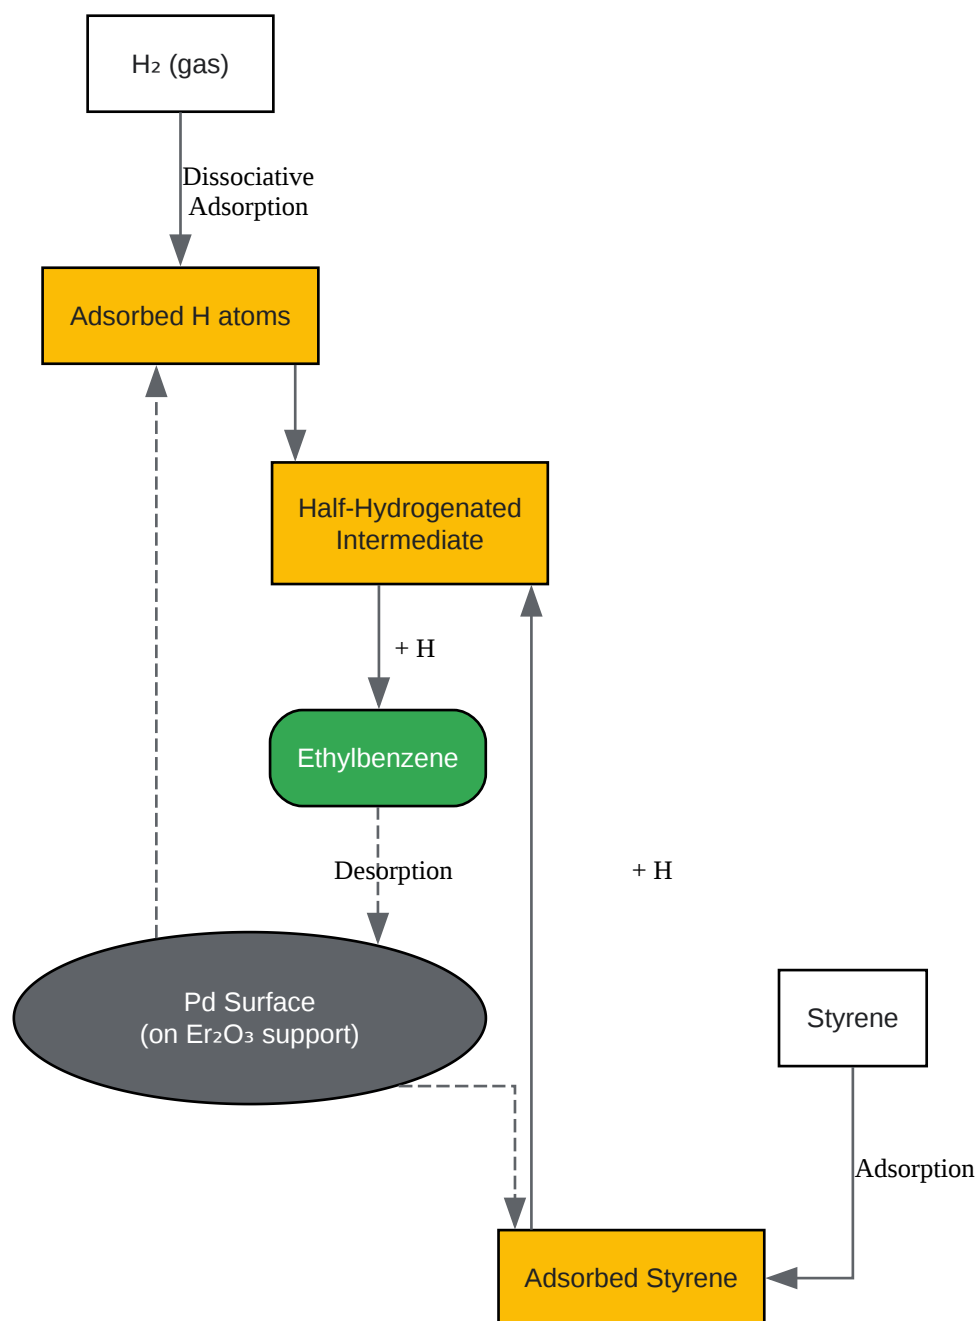 H₂ (gas)
Dissociative
Adsorption
Adsorbed H atoms
Half-Hydrogenated
Intermediate
+ H
Ethylbenzene
Desorption
+ H
Pd Surface
(on Er₂O₃ support)
Styrene
Adsorption
Adsorbed Styrene